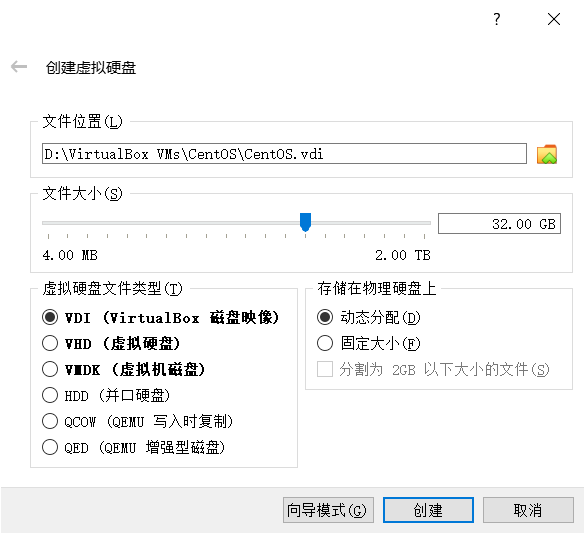 ?
创建虚拟硬盘
文件位置(L)
D:\VirtualBox VMs\CentOS\CentOS.vdi
文件大小(S)
32.00 GB
4.00 MB 2.00 TB
虚拟硬盘文件类型(T)
VDI (VirtualBox 磁盘映像)
VHD (虚拟硬盘)
VMDK (虚拟机磁盘)
HDD (并口硬盘)
QCOW (QEMU 写入时复制)
QED (QEMU 增强型磁盘)
存储在物理硬盘上
动态分配(D)
固定大小(F)
分割为 2GB 以下大小的文件(S)
向导模式(G) 创建 取消